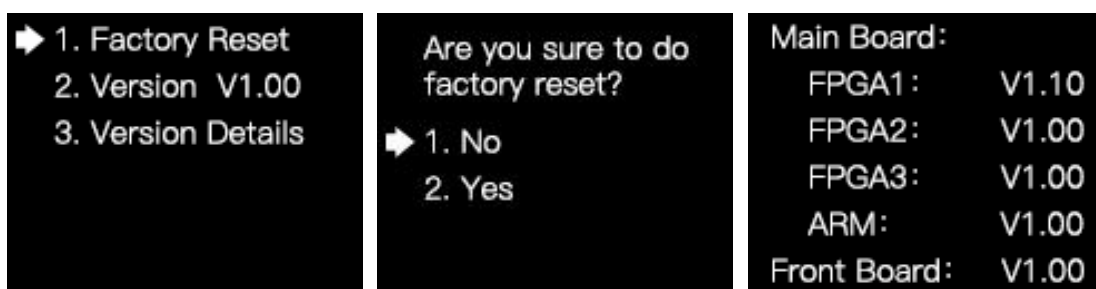 1. Factory Reset
2. Version V1.00
3. Version Details
Are you sure to do
factory reset?
1. No
2. Yes
Main Board:
FPGA1: V1.10
FPGA2: V1.00
FPGA3: V1.00
ARM: V1.00
Front Board: V1.00